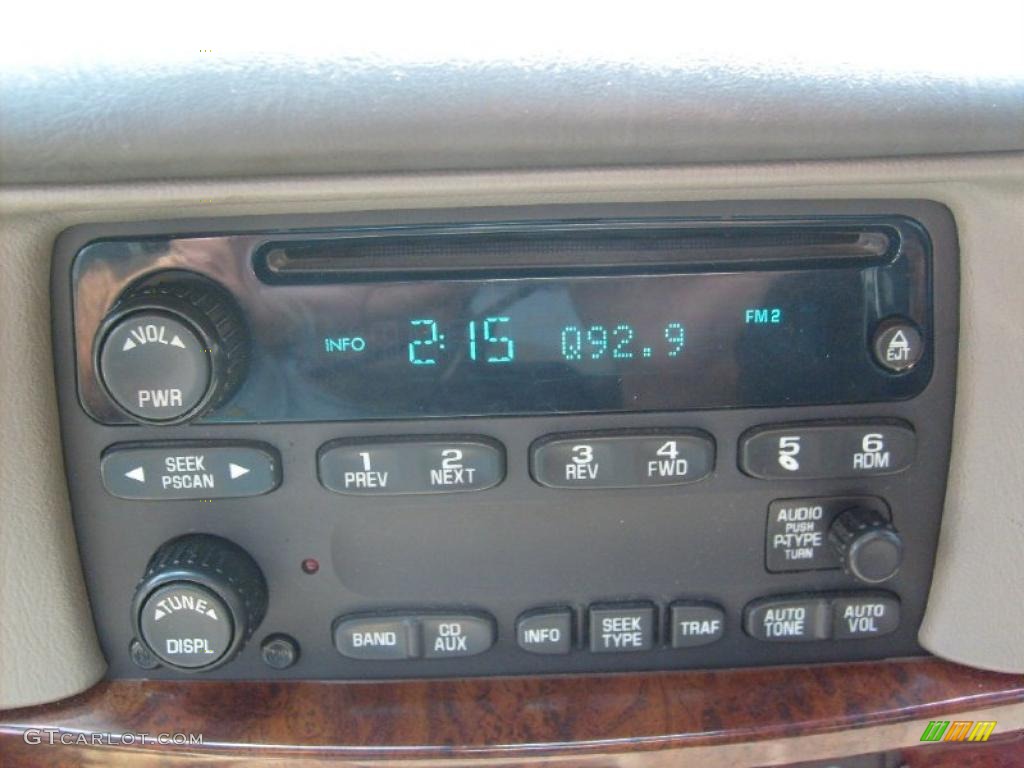 VOL
PWR
INFO
2:15
Q92.9
FM2
EJT
SEEK
PSCAN
1
PREV
2
NEXT
3
REV
4
FWD
5
6
RDM
AUDIO
PUSH
P-TYPE
TURN
TUNE
DISPL
BAND
CD
AUX
INFO
SEEK
TYPE
TRAF
AUTO
TONE
AUTO
VOL
GTCARLOT.COM